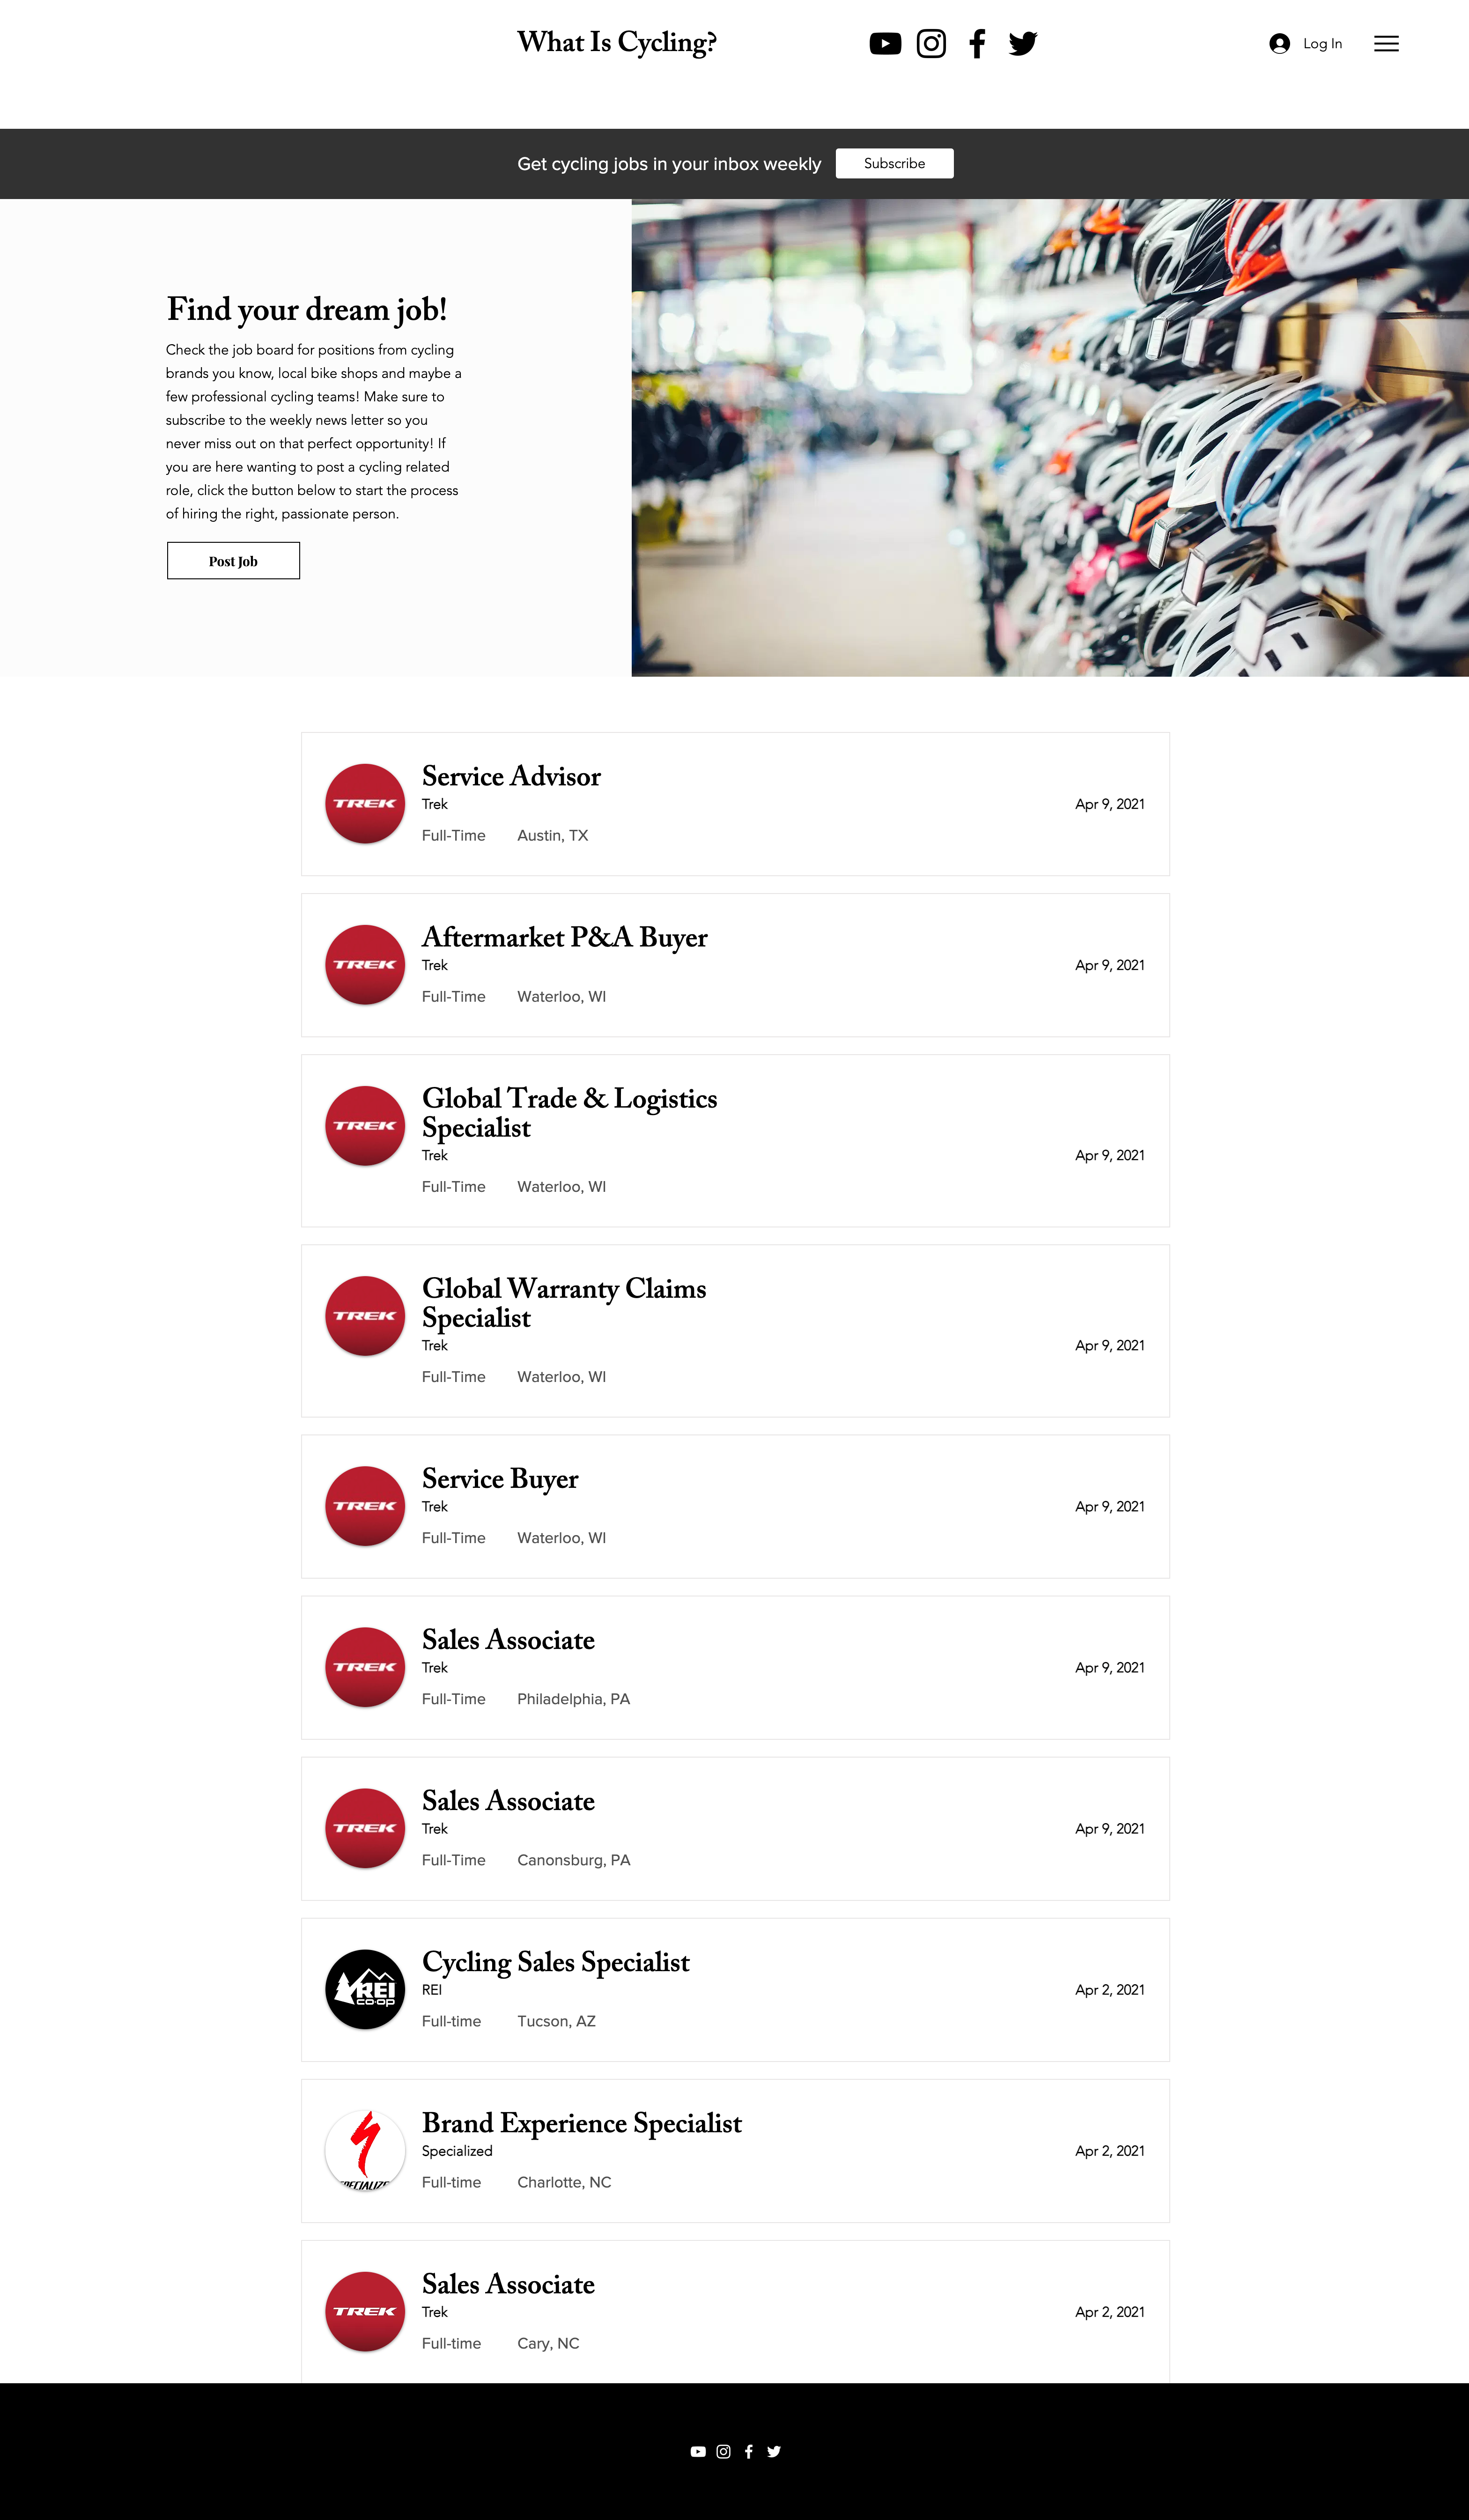 What Is Cycling?
Log In
Get cycling jobs in your inbox weekly
Subscribe
Find your dream job!
Check the job board for positions from cycling
brands you know, local bike shops and maybe a
few professional cycling teams! Make sure to
subscribe to the weekly news letter so you
never miss out on that perfect opportunity! If
you are here wanting to post a cycling related
role, click the button below to start the process
of hiring the right, passionate person.
Post Job
TREK
Service Advisor
Trek
Apr 9, 2021
Full-Time
Austin, TX
TREK
Aftermarket P&A Buyer
Trek
Apr 9, 2021
Full-Time
Waterloo, WI
TREK
Global Trade & Logistics
Specialist
Trek
Apr 9, 2021
Full-Time
Waterloo, WI
TREK
Global Warranty Claims
Specialist
Trek
Apr 9, 2021
Full-Time
Waterloo, WI
TREK
Service Buyer
Trek
Apr 9, 2021
Full-Time
Waterloo, WI
TREK
Sales Associate
Trek
Apr 9, 2021
Full-Time
Philadelphia, PA
TREK
Sales Associate
Trek
Apr 9, 2021
Full-Time
Canonsburg, PA
REI
CO·OP
Cycling Sales Specialist
REI
Apr 2, 2021
Full-time
Tucson, AZ
Brand Experience Specialist
Specialized
Apr 2, 2021
Full-time
Charlotte, NC
TREK
Sales Associate
Trek
Apr 2, 2021
Full-time
Cary, NC